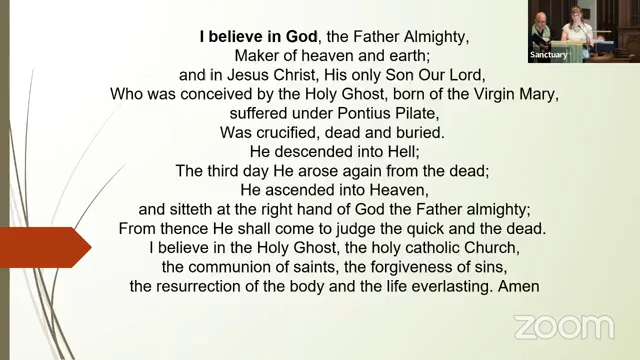 I believe in God, the Father Almighty,
Maker of heaven and earth;
and in Jesus Christ, His only Son Our Lord,
Who was conceived by the Holy Ghost, born of the Virgin Mary,
suffered under Pontius Pilate,
Was crucified, dead and buried.
He descended into Hell;
The third day He arose again from the dead;
He ascended into Heaven,
and sitteth at the right hand of God the Father almighty;
From thence He shall come to judge the quick and the dead.
I believe in the Holy Ghost, the holy catholic Church,
the communion of saints, the forgiveness of sins,
the resurrection of the body and the life everlasting. Amen
Sanctuary
zoom